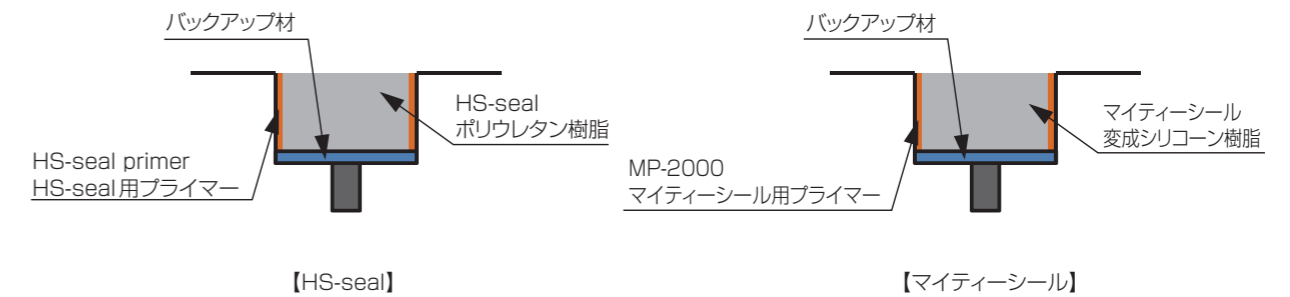 バックアップ材
HS-seal
ポリウレタン樹脂
HS-seal primer
HS-seal用プライマー
【HS-seal】
バックアップ材
マイティーシール
変成シリコーン樹脂
MP-2000
マイティーシール用プライマー
【マイティーシール】